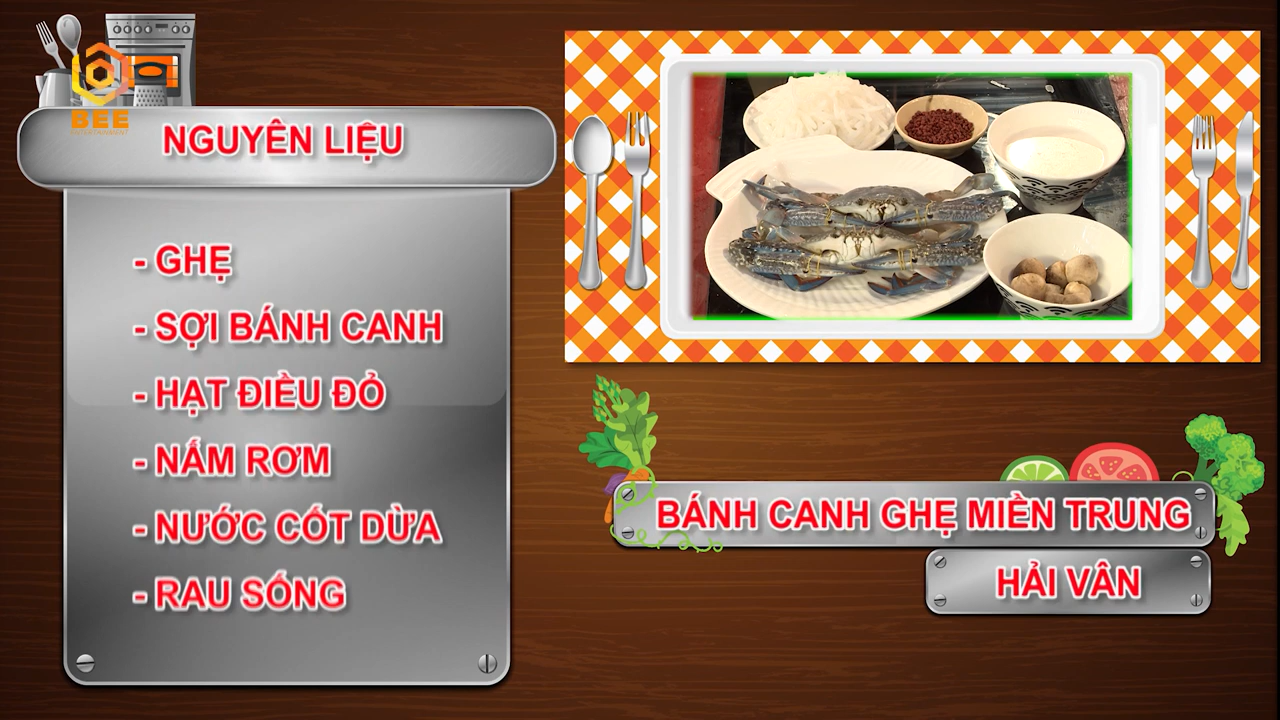 BEE
ENTERTAINMENT
NGUYÊN LIỆU
- GHẸ
- SỢI BÁNH CANH
- HẠT ĐIỀU ĐỎ
- NẤM RƠM
- NƯỚC CỐT DỪA
- RAU SỐNG
BÁNH CANH GHẸ MIỀN TRUNG
HẢI VÂN